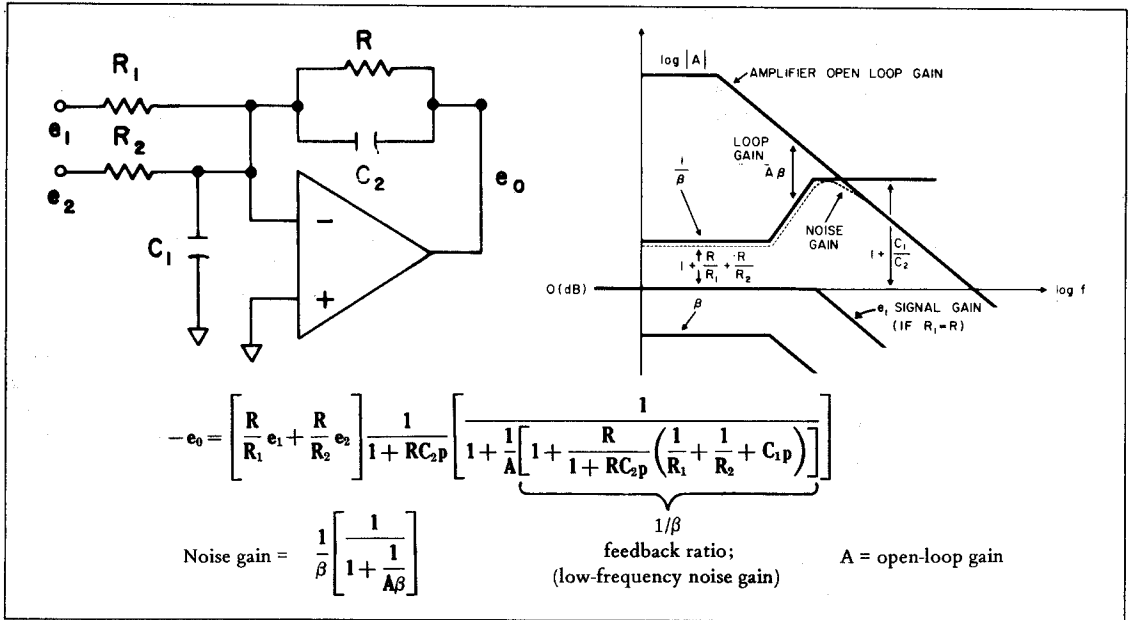 R
R₁
e₁
R₂
C₂
e₀
e₂
C₁
−
+
log |A|
AMPLIFIER OPEN LOOP GAIN
LOOP
GAIN
Aβ
1/β
NOISE
GAIN
1 + R/R₁ + R/R₂
1 + C₁/C₂
0 (dB)
log f
β
e₁ SIGNAL GAIN
(IF R₁=R)
−e₀ = [R/R₁ e₁ + R/R₂ e₂] 1/(1 + RC₂p) [1/(1 + 1/A[1 + R/(1 + RC₂p) (1/R₁ + 1/R₂ + C₁p)])]
1/β
feedback ratio;
(low-frequency noise gain)
Noise gain = 1/β [1/(1 + 1/Aβ)]
A = open-loop gain